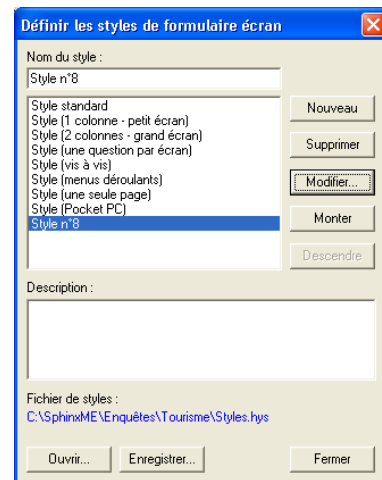 Définir les styles de formulaire écran
Nom du style :
Style n°8
Style standard
Style (1 colonne - petit écran)
Style (2 colonnes - grand écran)
Style (une question par écran)
Style (vis à vis)
Style (menus déroulants)
Style (une seule page)
Style (Pocket PC)
Style n°8
Nouveau
Supprimer
Modifier...
Monter
Descendre
Description :
Fichier de styles :
C:\SphinxME\Enquêtes\Tourisme\Styles.hys
Ouvrir...
Enregistrer...
Fermer